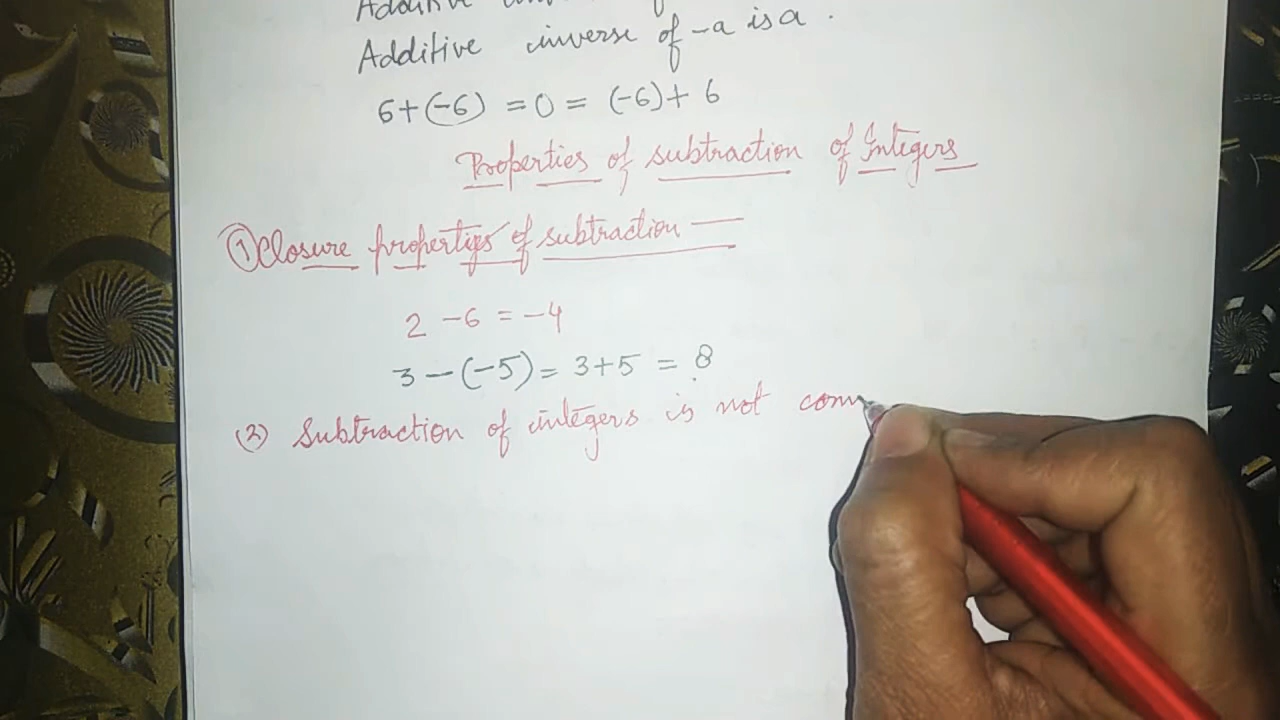 Additive
Additive inverse of -a is a .
6+(-6) = 0 = (-6)+ 6
Properties of subtraction of Integers
① Closure properties of subtraction —
2 - 6 = -4
3 - (-5) = 3+5 = 8
(2) Subtraction of integers is not com